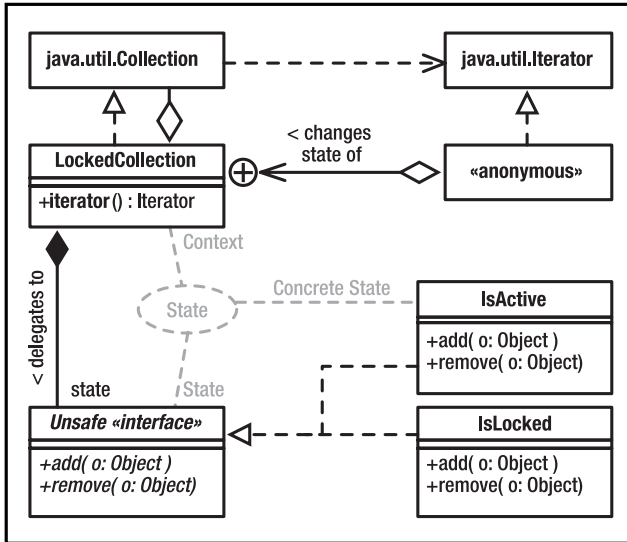 java.util.Collection
java.util.Iterator
< changes
state of
LockedCollection
+iterator() : Iterator
«anonymous»
Context
State
Concrete State
State
< delegates to
state
IsActive
+add( o: Object )
+remove( o: Object)
Unsafe «interface»
+add( o: Object )
+remove( o: Object)
IsLocked
+add( o: Object )
+remove( o: Object)